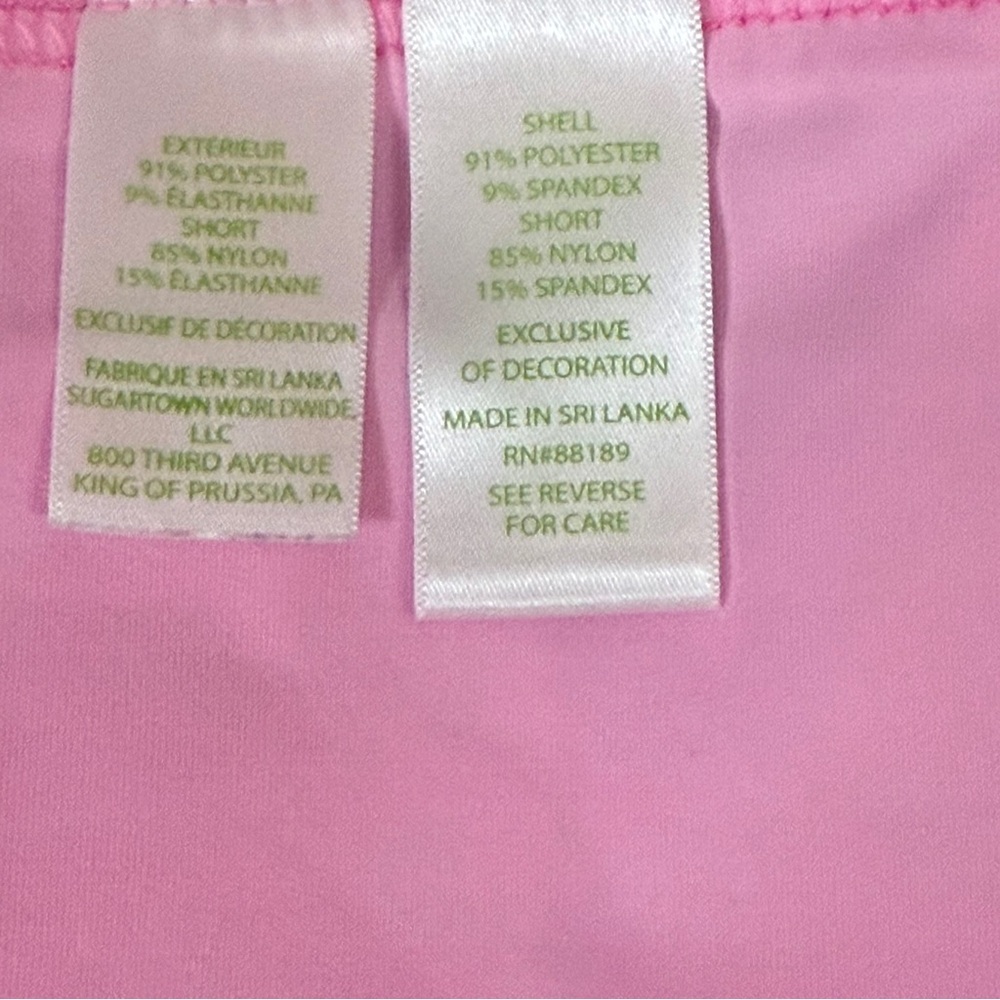 EXTÉRIEUR
91% POLYSTER
9% ÉLASTHANNE
SHORT
85% NYLON
15% ÉLASTHANNE
EXCLUSIF DE DÉCORATION
FABRIQUE EN SRI LANKA
SUGARTOWN WORLDWIDE,
LLC
800 THIRD AVENUE
KING OF PRUSSIA, PA
SHELL
91% POLYESTER
9% SPANDEX
SHORT
85% NYLON
15% SPANDEX
EXCLUSIVE
OF DECORATION
MADE IN SRI LANKA
RN#88189
SEE REVERSE
FOR CARE